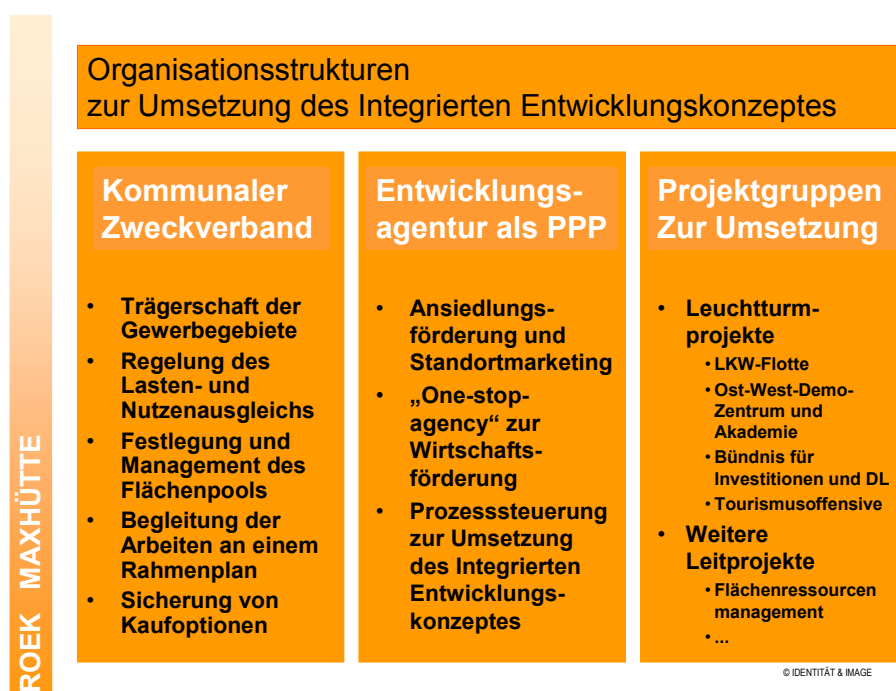 Organisationsstrukturen
zur Umsetzung des Integrierten Entwicklungskonzeptes
Kommunaler
Zweckverband
• Trägerschaft der
Gewerbegebiete
• Regelung des
Lasten- und
Nutzenausgleichs
• Festlegung und
Management des
Flächenpools
• Begleitung der
Arbeiten an einem
Rahmenplan
• Sicherung von
Kaufoptionen
Entwicklungs-
agentur als PPP
• Ansiedlungs-
förderung und
Standortmarketing
• „One-stop-
agency“ zur
Wirtschafts-
förderung
• Prozesssteuerung
zur Umsetzung
des Integrierten
Entwicklungs-
konzeptes
Projektgruppen
Zur Umsetzung
• Leuchtturm-
projekte
• LKW-Flotte
• Ost-West-Demo-
Zentrum und
Akademie
• Bündnis für
Investitionen und DL
• Tourismusoffensive
• Weitere
Leitprojekte
• Flächenressourcen
management
• ...
ROEK MAXHÜTTE
© IDENTITÄT & IMAGE